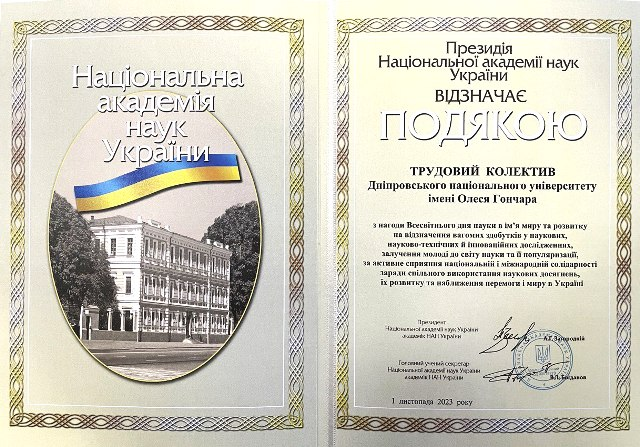 Національна
академія
наук
України
Президія
Національної академії наук
України
ВІДЗНАЧАЄ
ПОДЯКОЮ
ТРУДОВИЙ КОЛЕКТИВ
Дніпровського національного університету
імені Олеся Гончара
з нагоди Всесвітнього дня науки в ім'я миру та розвитку
на відзначення вагомих здобутків у наукових,
науково-технічних й інноваційних дослідженнях,
залучення молоді до світу науки та її популяризації,
за активне сприяння національній і міжнародній солідарності
заради спільного використання наукових досягнень,
їх розвитку та наближення перемоги і миру в Україні
Президент
Національної академії наук України
академік НАН України
А.Г.Загородній
Головний учений секретар
Національної академії наук України
академік НАН України
В.Л.Богданов
1 листопада 2023 року